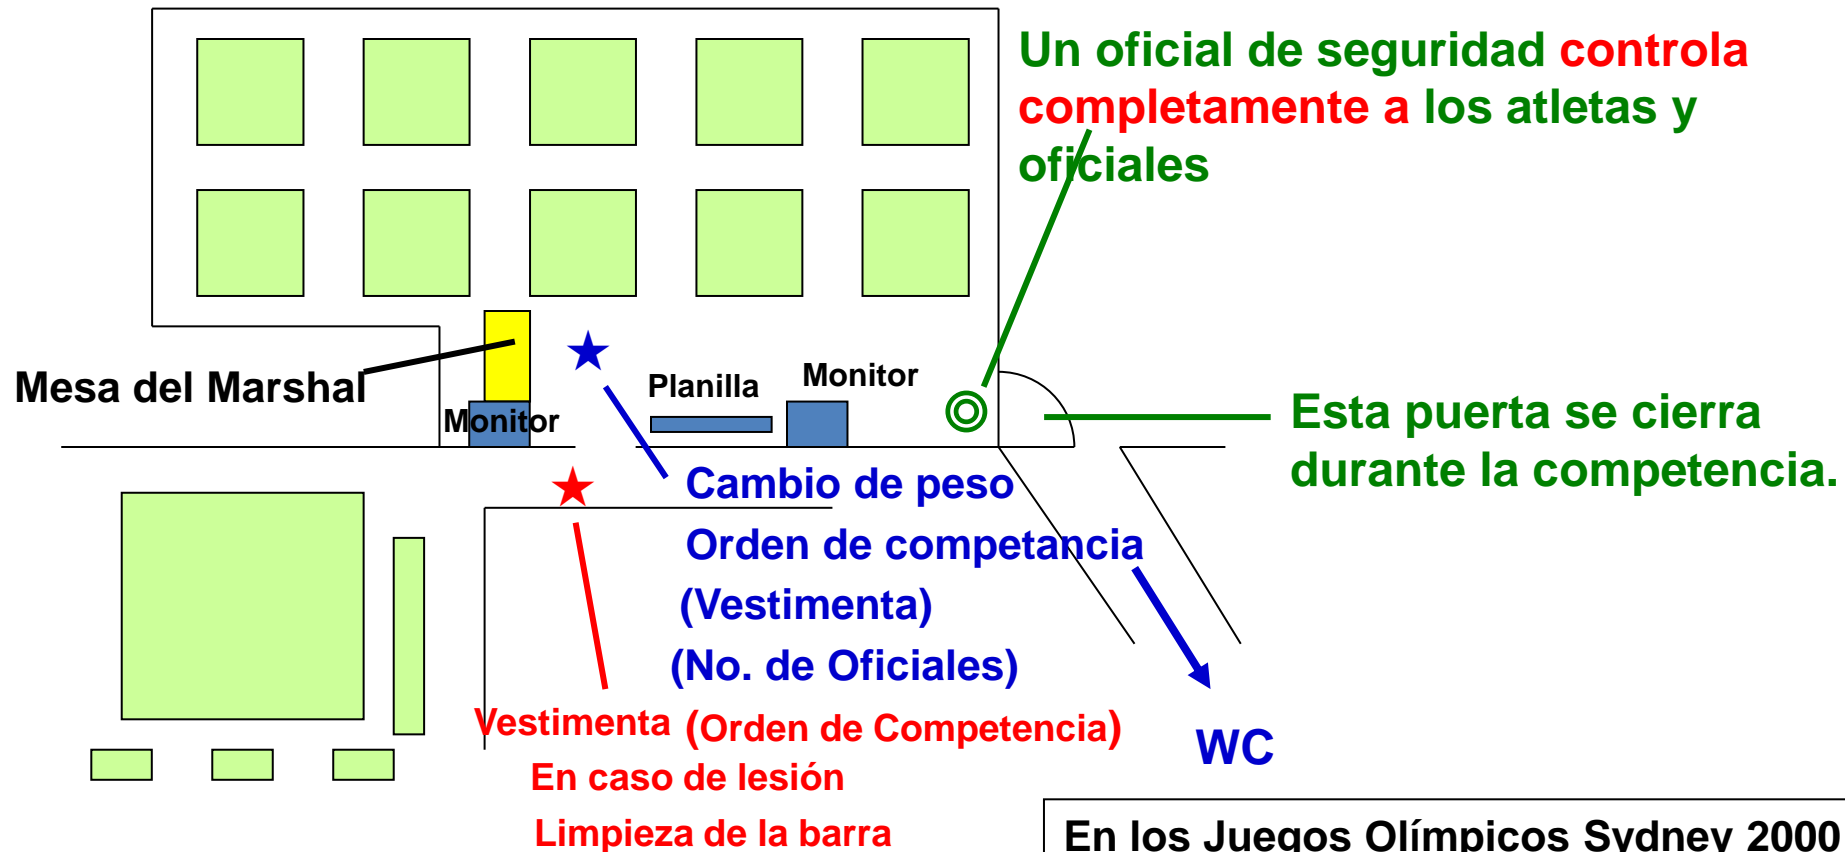 Un oficial de seguridad controla
completamente a los atletas y
oficiales
Mesa del Marshal
Monitor
Planilla
Monitor
Esta puerta se cierra
durante la competencia.
Cambio de peso
Orden de competancia
(Vestimenta)
(No. de Oficiales)
Vestimenta (Orden de Competencia)
En caso de lesión
Limpieza de la barra
WC
En los Juegos Olímpicos Sydney 2000